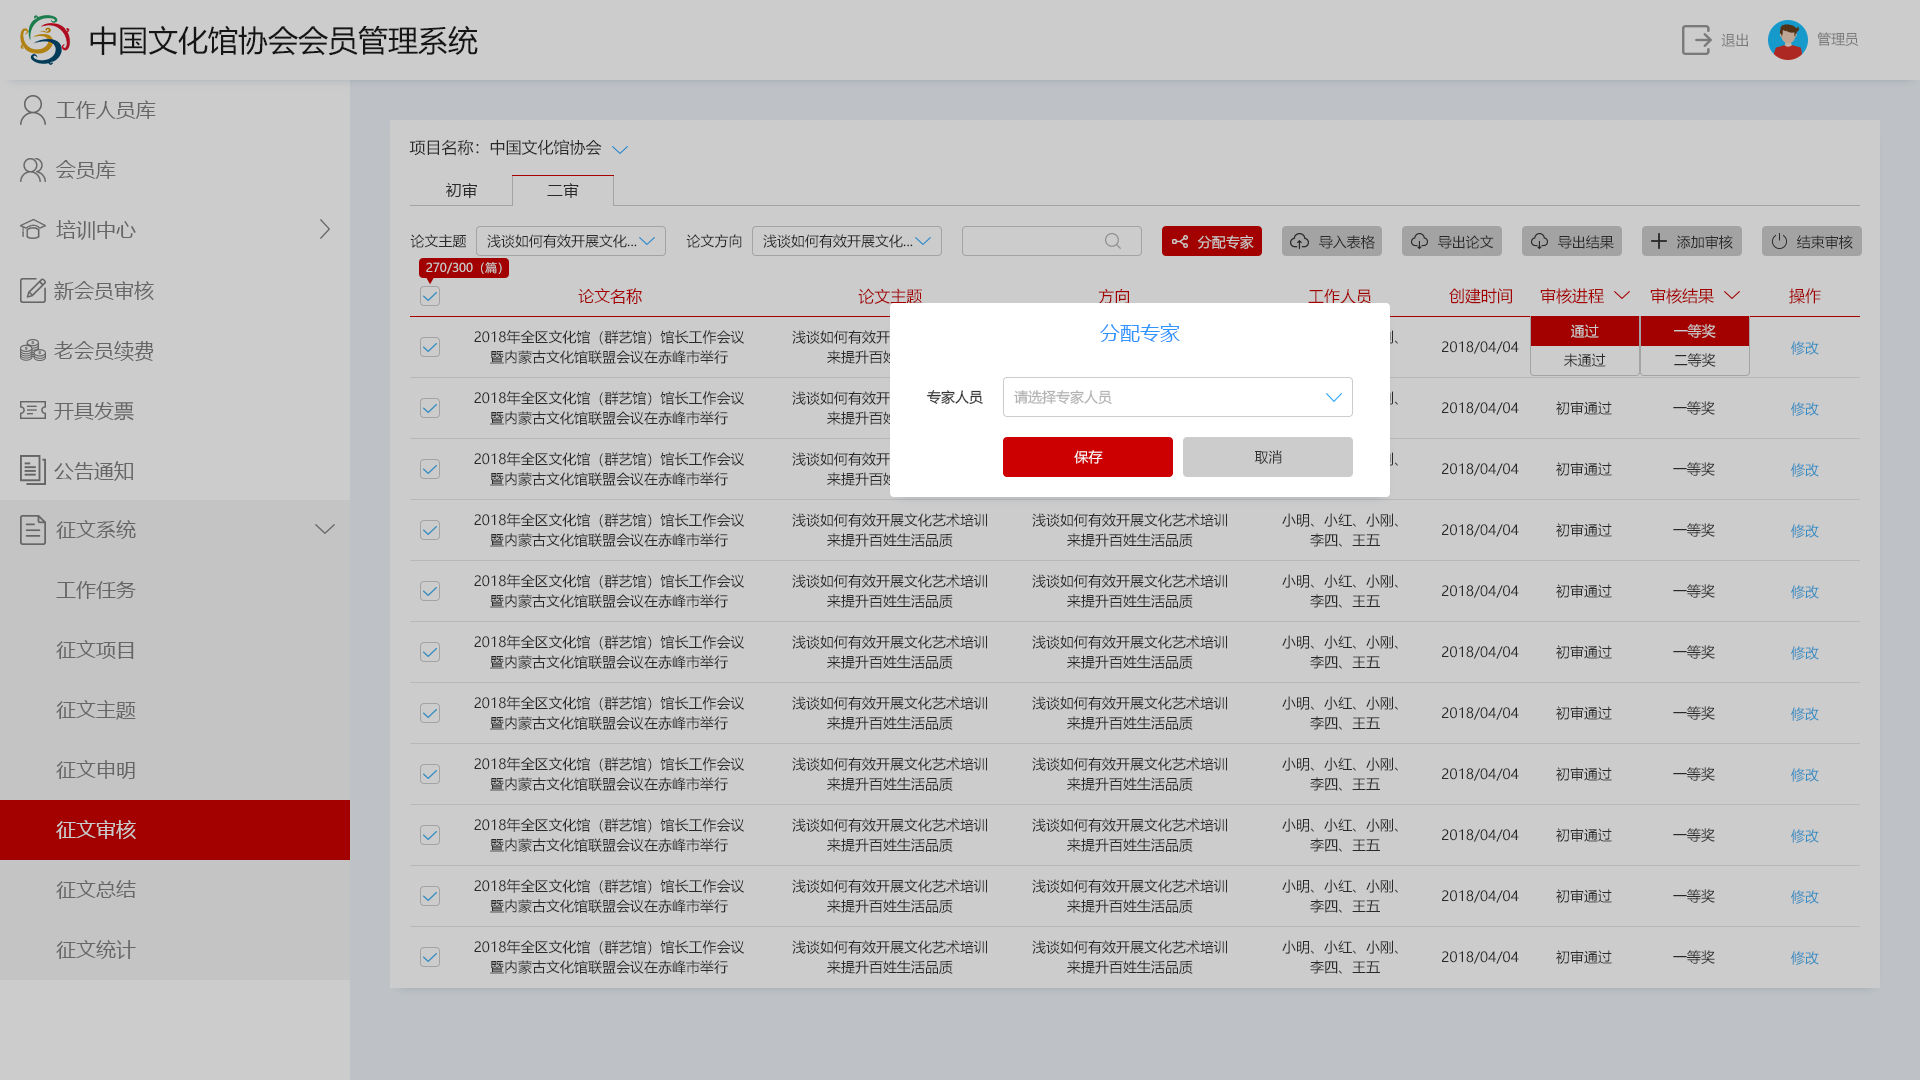 中国文化馆协会会员管理系统
退出
管理员
工作人员库
会员库
培训中心
新会员审核
老会员续费
开具发票
公告通知
征文系统
工作任务
征文项目
征文主题
征文申明
征文审核
征文总结
征文统计
项目名称：中国文化馆协会
初审 二审
论文主题 浅谈如何有效开展文化... 论文方向 浅谈如何有效开展文化... 分配专家 导入表格 导出论文 导出结果 添加审核 结束审核
270/300（篇）
论文名称 论文主题 方向 工作人员 创建时间 审核进程 审核结果 操作
通过 一等奖
未通过 二等奖
分配专家
专家人员 请选择专家人员
保存 取消
2018年全区文化馆（群艺馆）馆长工作会议 浅谈如何有
暨内蒙古文化馆联盟会议在赤峰市举行 来提升百姓
2018/04/04 修改
2018年全区文化馆（群艺馆）馆长工作会议 浅谈如何有
暨内蒙古文化馆联盟会议在赤峰市举行 来提升百姓
2018/04/04 初审通过 一等奖 修改
2018年全区文化馆（群艺馆）馆长工作会议 浅谈如何有
暨内蒙古文化馆联盟会议在赤峰市举行 来提升百姓
2018/04/04 初审通过 一等奖 修改
2018年全区文化馆（群艺馆）馆长工作会议 浅谈如何有效开展文化艺术培训 浅谈如何有效开展文化艺术培训 小明、小红、小刚、
暨内蒙古文化馆联盟会议在赤峰市举行 来提升百姓生活品质 来提升百姓生活品质 李四、王五
2018/04/04 初审通过 一等奖 修改
2018年全区文化馆（群艺馆）馆长工作会议 浅谈如何有效开展文化艺术培训 浅谈如何有效开展文化艺术培训 小明、小红、小刚、
暨内蒙古文化馆联盟会议在赤峰市举行 来提升百姓生活品质 来提升百姓生活品质 李四、王五
2018/04/04 初审通过 一等奖 修改
2018年全区文化馆（群艺馆）馆长工作会议 浅谈如何有效开展文化艺术培训 浅谈如何有效开展文化艺术培训 小明、小红、小刚、
暨内蒙古文化馆联盟会议在赤峰市举行 来提升百姓生活品质 来提升百姓生活品质 李四、王五
2018/04/04 初审通过 一等奖 修改
2018年全区文化馆（群艺馆）馆长工作会议 浅谈如何有效开展文化艺术培训 浅谈如何有效开展文化艺术培训 小明、小红、小刚、
暨内蒙古文化馆联盟会议在赤峰市举行 来提升百姓生活品质 来提升百姓生活品质 李四、王五
2018/04/04 初审通过 一等奖 修改
2018年全区文化馆（群艺馆）馆长工作会议 浅谈如何有效开展文化艺术培训 浅谈如何有效开展文化艺术培训 小明、小红、小刚、
暨内蒙古文化馆联盟会议在赤峰市举行 来提升百姓生活品质 来提升百姓生活品质 李四、王五
2018/04/04 初审通过 一等奖 修改
2018年全区文化馆（群艺馆）馆长工作会议 浅谈如何有效开展文化艺术培训 浅谈如何有效开展文化艺术培训 小明、小红、小刚、
暨内蒙古文化馆联盟会议在赤峰市举行 来提升百姓生活品质 来提升百姓生活品质 李四、王五
2018/04/04 初审通过 一等奖 修改
2018年全区文化馆（群艺馆）馆长工作会议 浅谈如何有效开展文化艺术培训 浅谈如何有效开展文化艺术培训 小明、小红、小刚、
暨内蒙古文化馆联盟会议在赤峰市举行 来提升百姓生活品质 来提升百姓生活品质 李四、王五
2018/04/04 初审通过 一等奖 修改
2018年全区文化馆（群艺馆）馆长工作会议 浅谈如何有效开展文化艺术培训 浅谈如何有效开展文化艺术培训 小明、小红、小刚、
暨内蒙古文化馆联盟会议在赤峰市举行 来提升百姓生活品质 来提升百姓生活品质 李四、王五
2018/04/04 初审通过 一等奖 修改